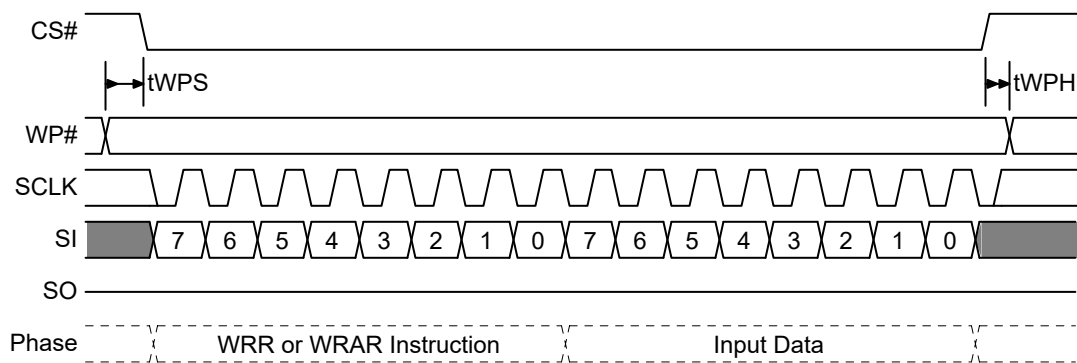 CS#
tWPS tWPH
WP#
SCLK
SI 7 6 5 4 3 2 1 0 7 6 5 4 3 2 1 0
SO
Phase WRR or WRAR Instruction Input Data